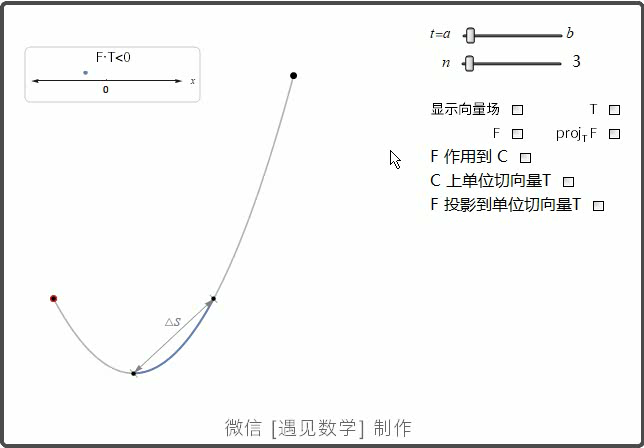 t=a b
n 3
F·T<0
x
0
显示向量场 T
F proj_T F
F 作用到 C
C 上单位切向量T
F 投影到单位切向量T
△S
微信 [遇见数学] 制作